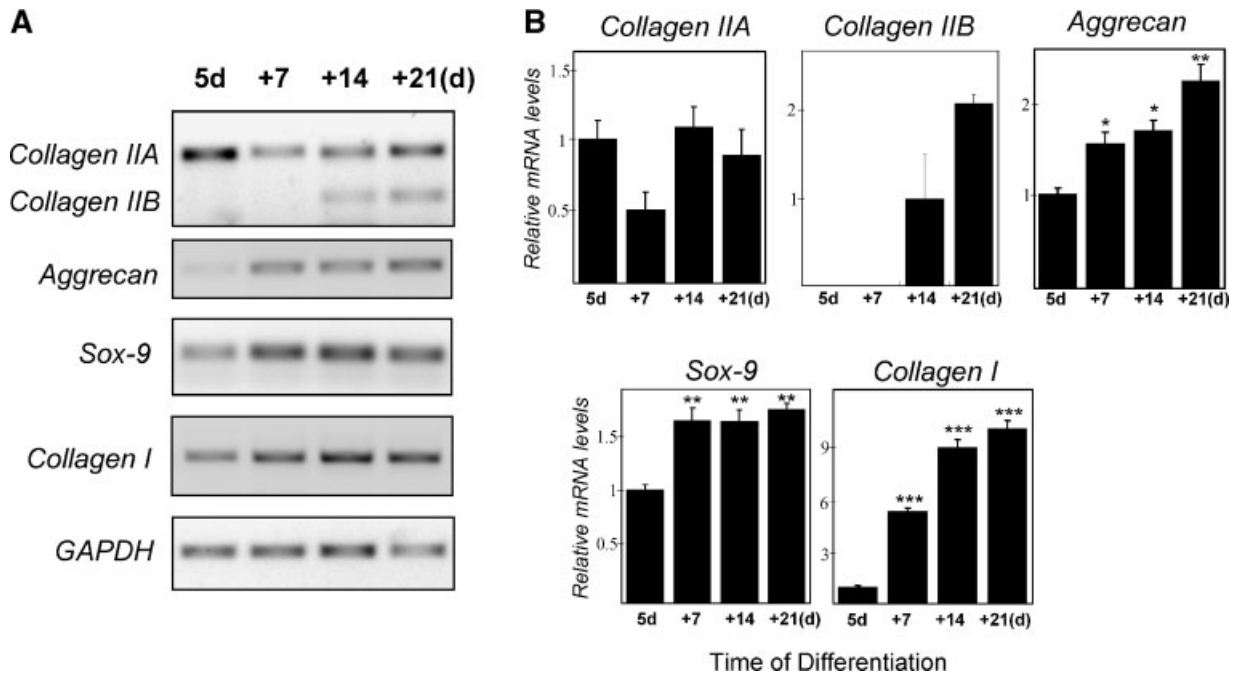 A
5d +7 +14 +21(d)
Collagen IIA
Collagen IIB
Aggrecan
Sox-9
Collagen I
GAPDH
B
Collagen IIA
Relative mRNA levels
1.5
1
0.5
5d +7 +14 +21(d)
Collagen IIB
2
1
5d +7 +14 +21(d)
Aggrecan
* * **
2
1
5d +7 +14 +21(d)
Sox-9
** ** **
Relative mRNA levels
1.5
1
0.5
5d +7 +14 +21(d)
Collagen I
*** *** ***
9
6
3
5d +7 +14 +21(d)
Time of Differentiation